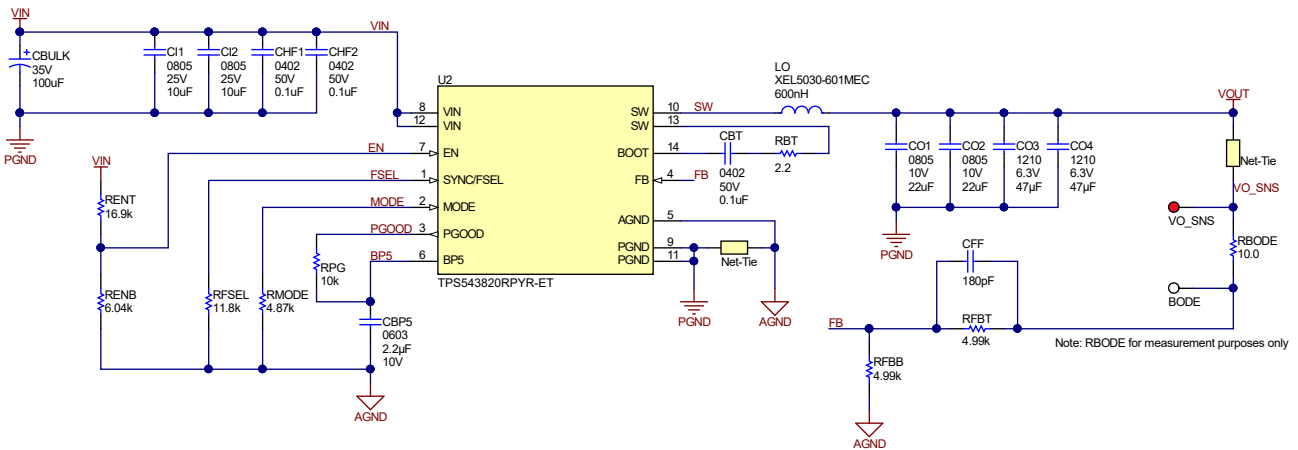 VIN
CBULK
35V
100uF
PGND
CI1
0805
25V
10uF
CI2
0805
25V
10uF
CHF1
0402
50V
0.1uF
CHF2
0402
50V
0.1uF
VIN
U2
8
VIN
12
VIN
EN
7
EN
FSEL
1
SYNC/FSEL
MODE
2
MODE
PGOOD
3
PGOOD
BP5
6
BP5
SW
10
SW
13
BOOT
14
FB
4
AGND
5
PGND
9
PGND
11
TPS543820RPYR-ET
VIN
RENT
16.9k
RENB
6.04k
RFSEL
11.8k
RMODE
4.87k
RPG
10k
CBP5
0603
2.2µF
10V
AGND
SW
LO
XEL5030-601MEC
600nH
CBT
0402
50V
0.1uF
RBT
2.2
FB
Net-Tie
PGND
AGND
CO1
0805
10V
22uF
CO2
0805
10V
22uF
CO3
1210
6.3V
47µF
CO4
1210
6.3V
47µF
PGND
VOUT
Net-Tie
VO_SNS
VO_SNS
RBODE
10.0
BODE
CFF
180pF
FB
RFBT
4.99k
RFBB
4.99k
AGND
Note: RBODE for measurement purposes only